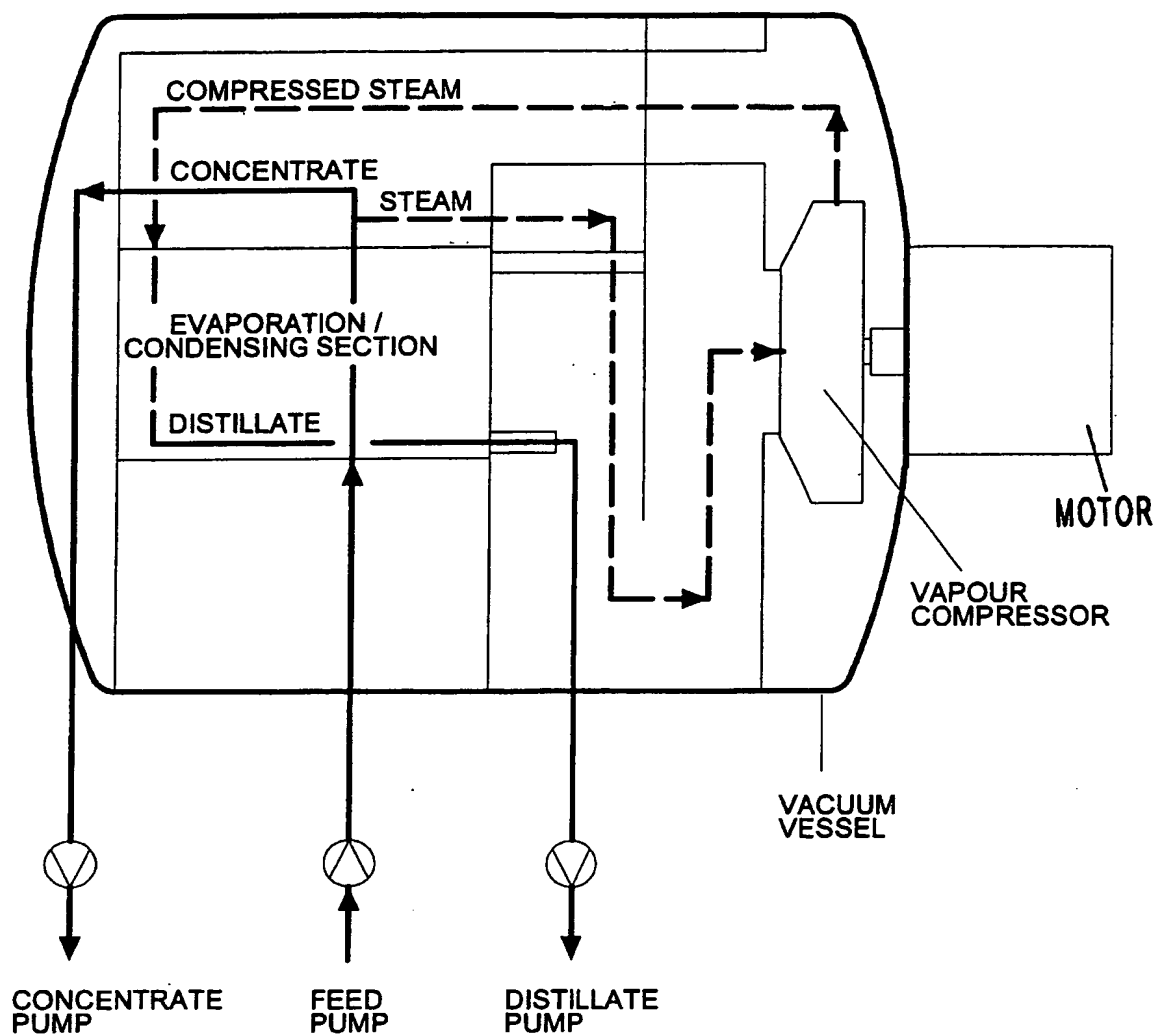 COMPRESSED STEAM
CONCENTRATE
STEAM
EVAPORATION /
CONDENSING SECTION
DISTILLATE
MOTOR
VAPOUR
COMPRESSOR
VACUUM
VESSEL
CONCENTRATE
PUMP
FEED
PUMP
DISTILLATE
PUMP